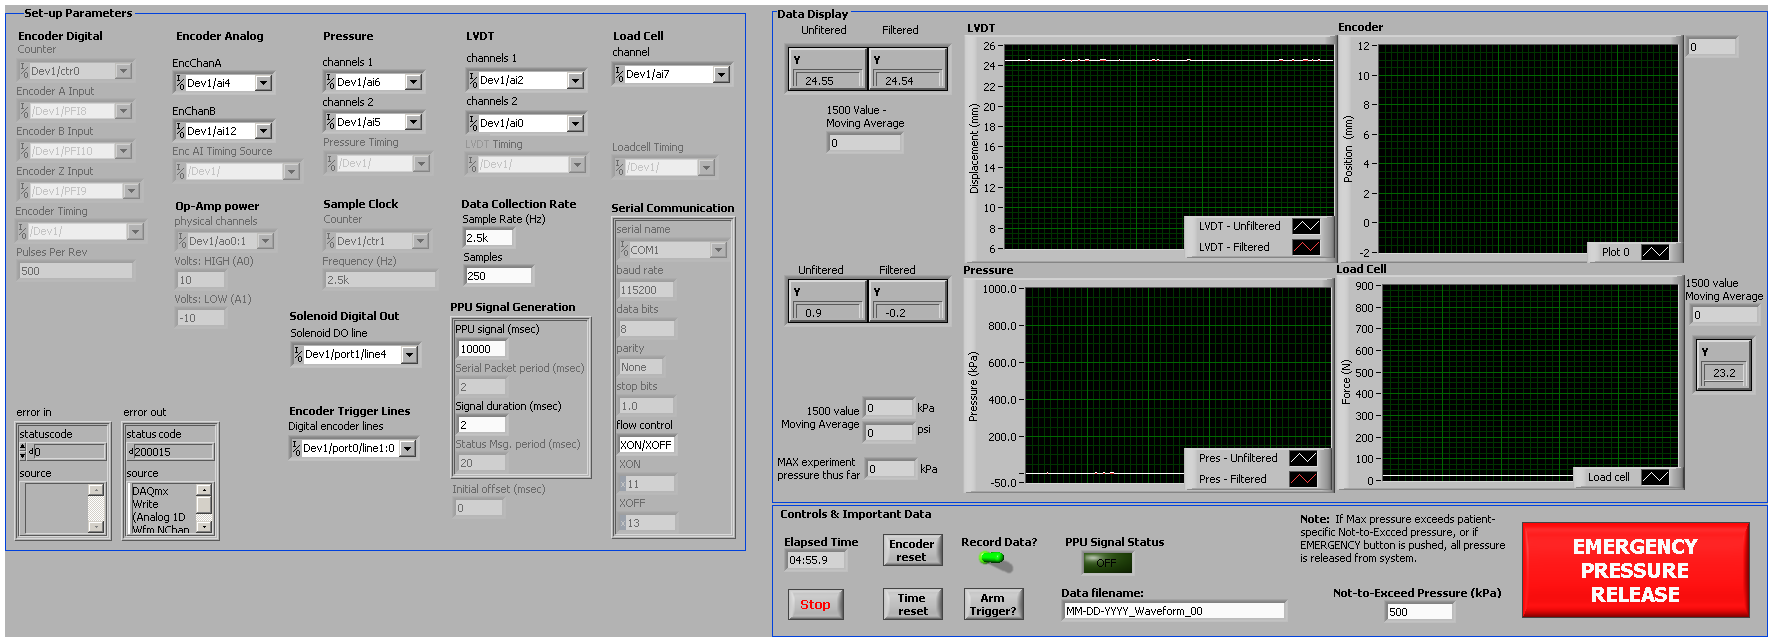 Set-up Parameters
Encoder Digital
Counter
Dev1/ctr0
Encoder A Input
/Dev1/PFI8
Encoder B Input
/Dev1/PFI10
Encoder Z Input
/Dev1/PFI9
Encoder Timing
/Dev1/
Pulses Per Rev
500
Encoder Analog
EncChanA
Dev1/ai4
EnChanB
Dev1/ai12
Enc AI Timing Source
/Dev1/
Op-Amp power
physical channels
Dev1/ao0:1
Volts: HIGH (A0)
10
Volts: LOW (A1)
-10
Pressure
channels 1
Dev1/ai6
channels 2
Dev1/ai5
Pressure Timing
/Dev1/
Sample Clock
Counter
Dev1/ctr1
Frequency (Hz)
2.5k
Solenoid Digital Out
Solenoid DO line
Dev1/port1/line4
Encoder Trigger Lines
Digital encoder lines
Dev1/port0/line1:0
LVDT
channels 1
Dev1/ai2
channels 2
Dev1/ai0
LVDT Timing
/Dev1/
Data Collection Rate
Sample Rate (Hz)
2.5k
Samples
250
PPU Signal Generation
PPU signal (msec)
10000
Serial Packet period (msec)
2
Signal duration (msec)
2
Status Msg. period (msec)
20
Initial offset (msec)
0
Load Cell
channel
Dev1/ai7
Loadcell Timing
/Dev1/
Serial Communication
serial name
COM1
baud rate
115200
data bits
8
parity
None
stop bits
1.0
flow control
XON/XOFF
XON
x11
XOFF
x13
error in
statuscode
d0
source
error out
status code
d200015
source
DAQmx
Write
(Analog 1D
Wfm NChan
Data Display
Unfiltered Filtered
Y Y
24.55 24.54
1500 Value -
Moving Average
0
LVDT
Displacement (mm)
26
24
22
20
18
16
14
12
10
8
6
LVDT - Unfiltered
LVDT - Filtered
Encoder
Position (mm)
12
10
8
6
4
2
0
-2
Plot 0
0
Unfiltered Filtered
Y Y
0.9 -0.2
1500 value
Moving Average
0 kPa
0 psi
MAX experiment
pressure thus far
0 kPa
Pressure
Pressure (kPa)
1000.0
800.0
600.0
400.0
200.0
-50.0
Pres - Unfiltered
Pres - Filtered
Load Cell
Force (N)
900
800
700
600
500
400
300
200
100
0
Load cell
1500 value
Moving Average
0
Y
23.2
Controls & Important Data
Elapsed Time
04:55.9
Stop
Encoder
reset
Time
reset
Record Data?
Arm
Trigger?
PPU Signal Status
OFF
Data filename:
MM-DD-YYYY_Waveform_00
Note: If Max pressure exceeds patient-
specific Not-to-Excced pressure, or if
EMERGENCY button is pushed, all pressure
is released from system.
Not-to-Exceed Pressure (kPa)
500
EMERGENCY
PRESSURE
RELEASE